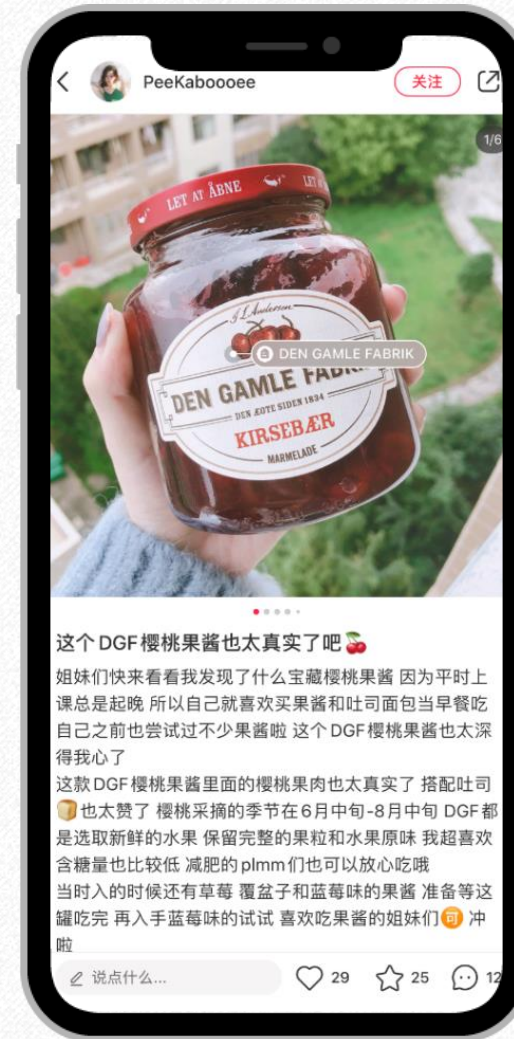 PeeKaboooee
关注
1/6
LET AT ÅBNE
LET
J.L. Andersen
DEN GAMLE FABRIK
DEN GAMLE
DEN ÆGTE SIDEN 1834
KIRSEBÆR
MARMELADE
这个DGF樱桃果酱也太真实了吧🍒
姐妹们快来看看我发现了什么宝藏樱桃果酱 因为平时上
课总是起晚 所以自己就喜欢买果酱和吐司面包当早餐吃
自己之前也尝试过不少果酱啦 这个DGF樱桃果酱也太深
得我心了
这款DGF樱桃果酱里面的樱桃果肉也太真实了 搭配吐司
🍞也太赞了 樱桃采摘的季节在6月中旬-8月中旬 DGF都
是选取新鲜的水果 保留完整的果粒和水果原味 我超喜欢
含糖量也比较低 减肥的plmm们也可以放心吃哦
当时入的时候还有草莓 覆盆子和蓝莓味的果酱 准备等这
罐吃完 再入手蓝莓味的试试 喜欢吃果酱的姐妹们🉑 冲
啦
说点什么...
29
25
12